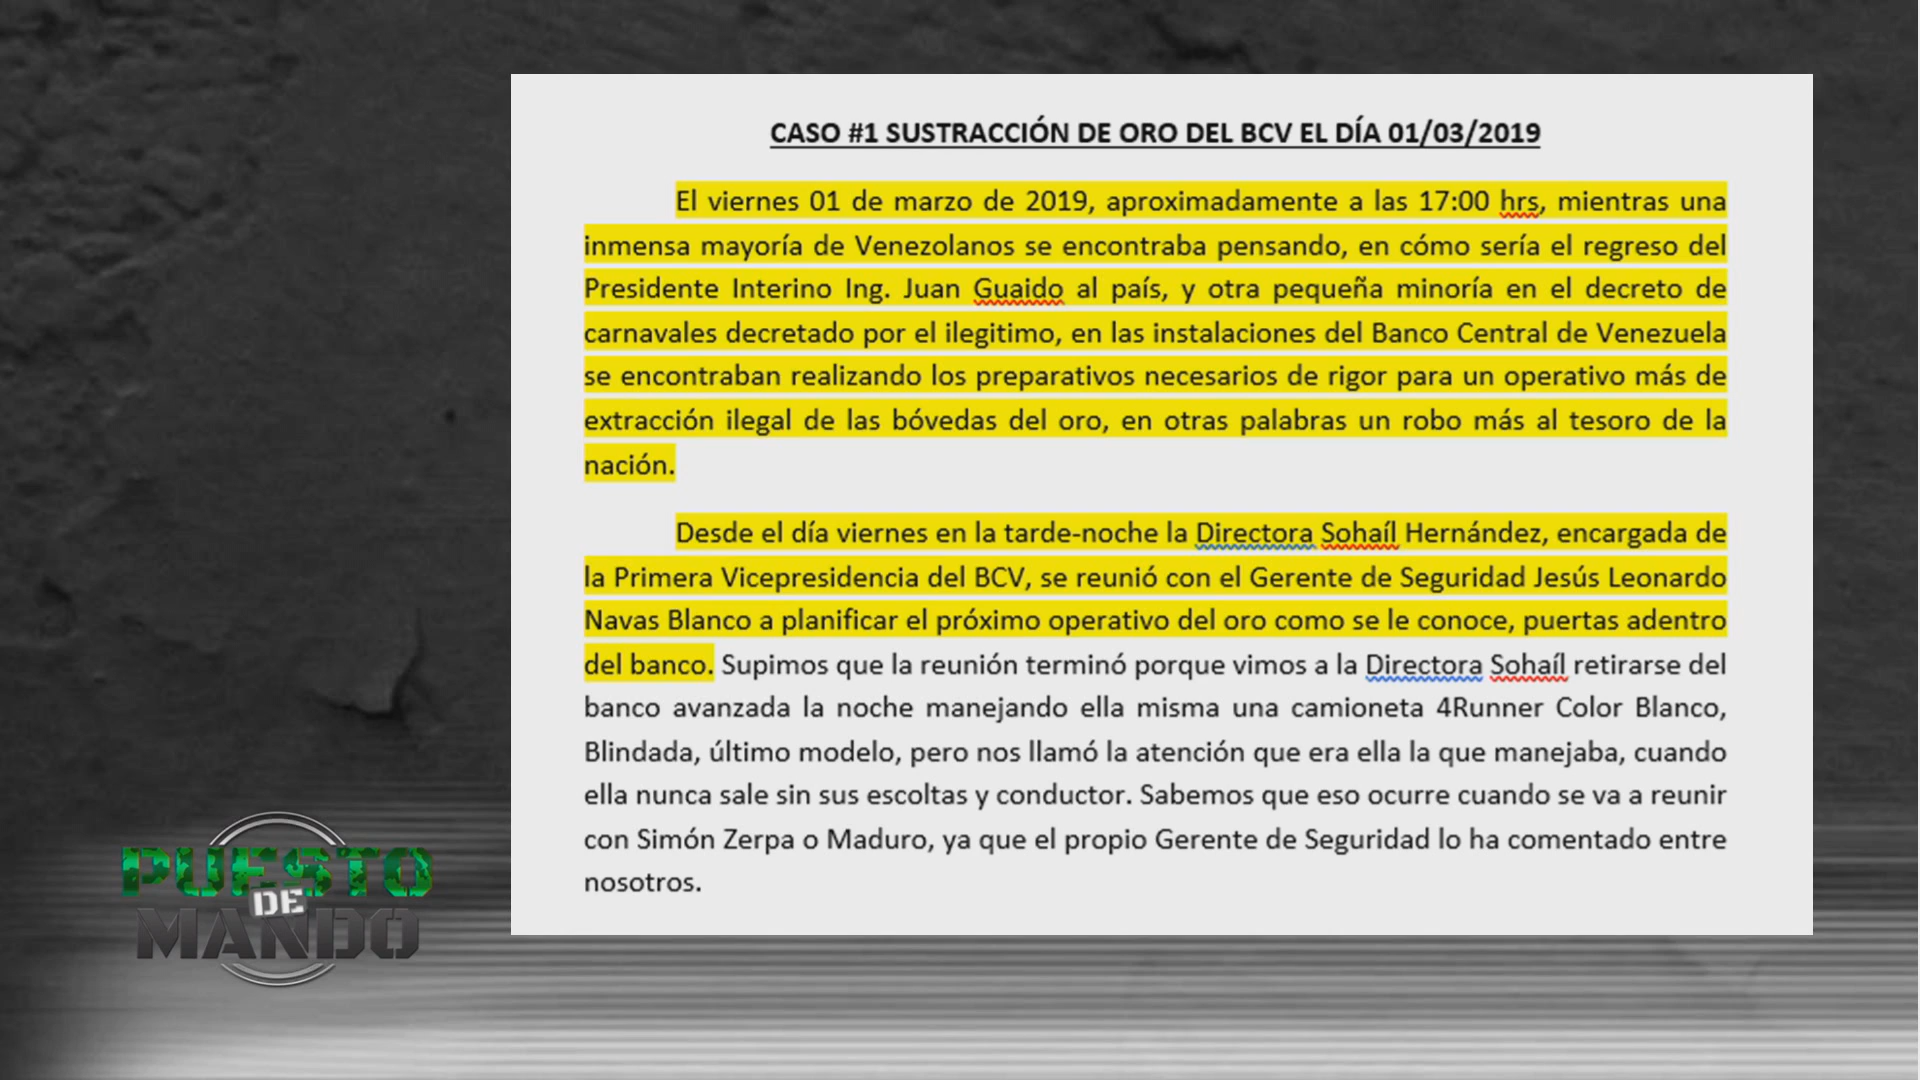 CASO #1 SUSTRACCIÓN DE ORO DEL BCV EL DÍA 01/03/2019
El viernes 01 de marzo de 2019, aproximadamente a las 17:00 hrs, mientras una
inmensa mayoría de Venezolanos se encontraba pensando, en cómo sería el regreso del
Presidente Interino Ing. Juan Guaido al país, y otra pequeña minoría en el decreto de
carnavales decretado por el ilegitimo, en las instalaciones del Banco Central de Venezuela
se encontraban realizando los preparativos necesarios de rigor para un operativo más de
extracción ilegal de las bóvedas del oro, en otras palabras un robo más al tesoro de la
nación.
Desde el día viernes en la tarde-noche la Directora Sohaíl Hernández, encargada de
la Primera Vicepresidencia del BCV, se reunió con el Gerente de Seguridad Jesús Leonardo
Navas Blanco a planificar el próximo operativo del oro como se le conoce, puertas adentro
del banco. Supimos que la reunión terminó porque vimos a la Directora Sohaíl retirarse del
banco avanzada la noche manejando ella misma una camioneta 4Runner Color Blanco,
Blindada, último modelo, pero nos llamó la atención que era ella la que manejaba, cuando
ella nunca sale sin sus escoltas y conductor. Sabemos que eso ocurre cuando se va a reunir
con Simón Zerpa o Maduro, ya que el propio Gerente de Seguridad lo ha comentado entre
nosotros.
PUESTO
DE
MANDO